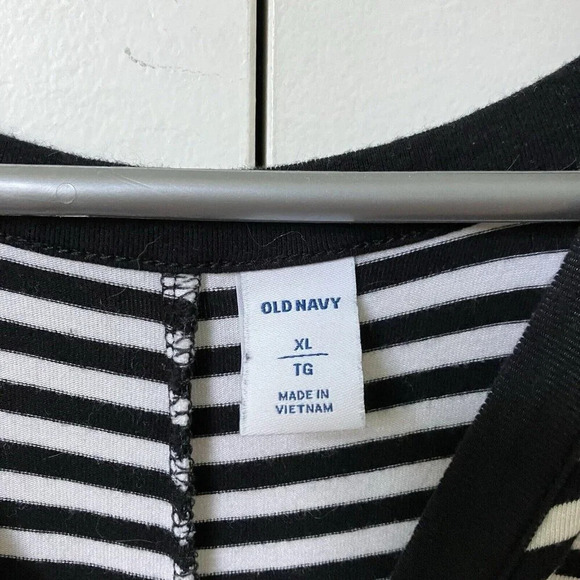 OLD NAVY
XL
TG
MADE IN
VIETNAM